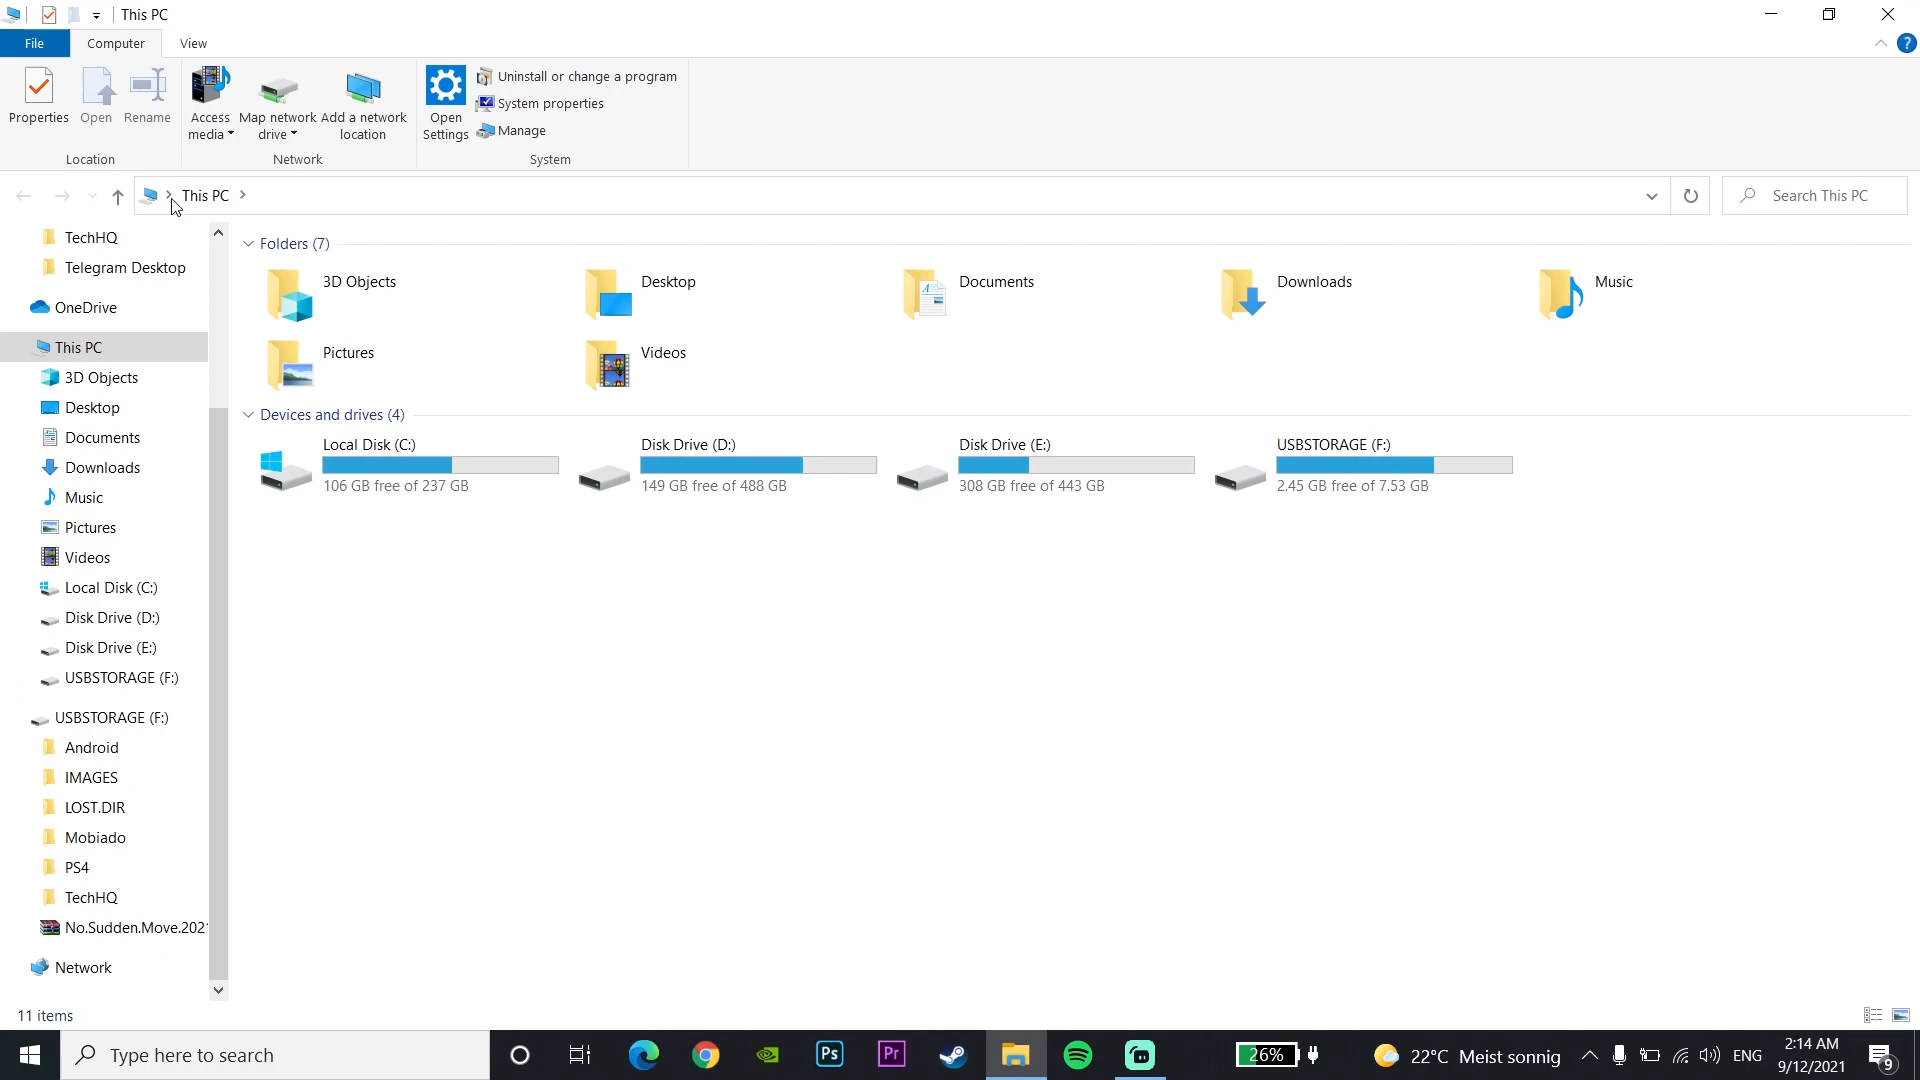 This PC
File
Computer
View
Properties
Open
Rename
Access media
Map network drive
Add a network location
Open Settings
Uninstall or change a program
System properties
Manage
Location
Network
System
This PC
Search This PC
TechHQ
Telegram Desktop
OneDrive
This PC
3D Objects
Desktop
Documents
Downloads
Music
Pictures
Videos
Local Disk (C:)
Disk Drive (D:)
Disk Drive (E:)
USBSTORAGE (F:)
USBSTORAGE (F:)
Android
IMAGES
LOST.DIR
Mobiado
PS4
TechHQ
No.Sudden.Move.202
Network
Folders (7)
3D Objects
Desktop
Documents
Downloads
Music
Pictures
Videos
Devices and drives (4)
Local Disk (C:)
106 GB free of 237 GB
Disk Drive (D:)
149 GB free of 488 GB
Disk Drive (E:)
308 GB free of 443 GB
USBSTORAGE (F:)
2.45 GB free of 7.53 GB
11 items
Type here to search
Ps
Pr
26%
22°C Meist sonnig
ENG
2:14 AM
9/12/2021
9